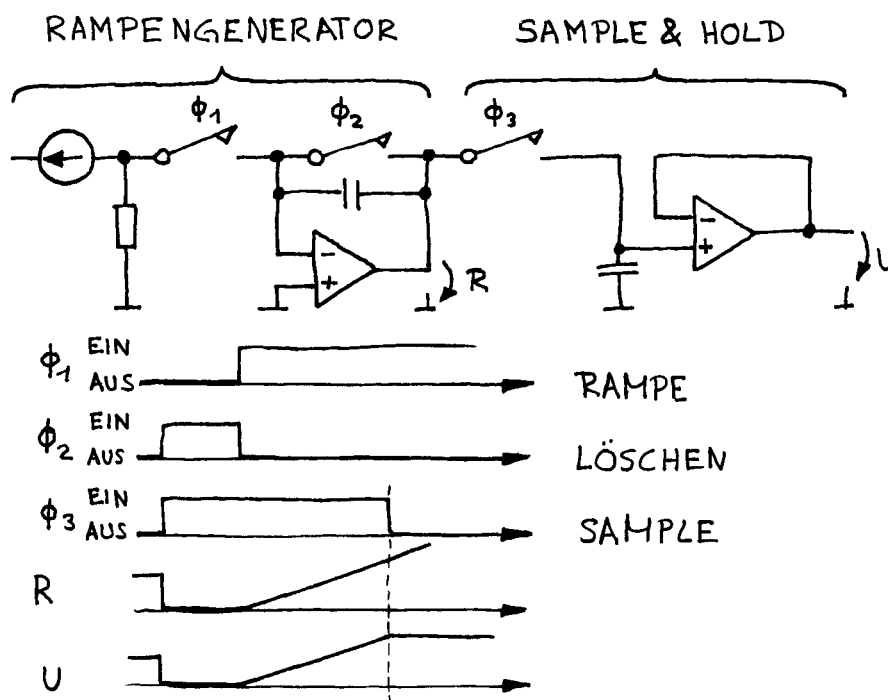 RAMPENGENERATOR
SAMPLE & HOLD
ϕ1
ϕ2
ϕ3
R
U
ϕ1 EIN
AUS
RAMPE
ϕ2 EIN
AUS
LÖSCHEN
ϕ3 EIN
AUS
SAMPLE
R
U